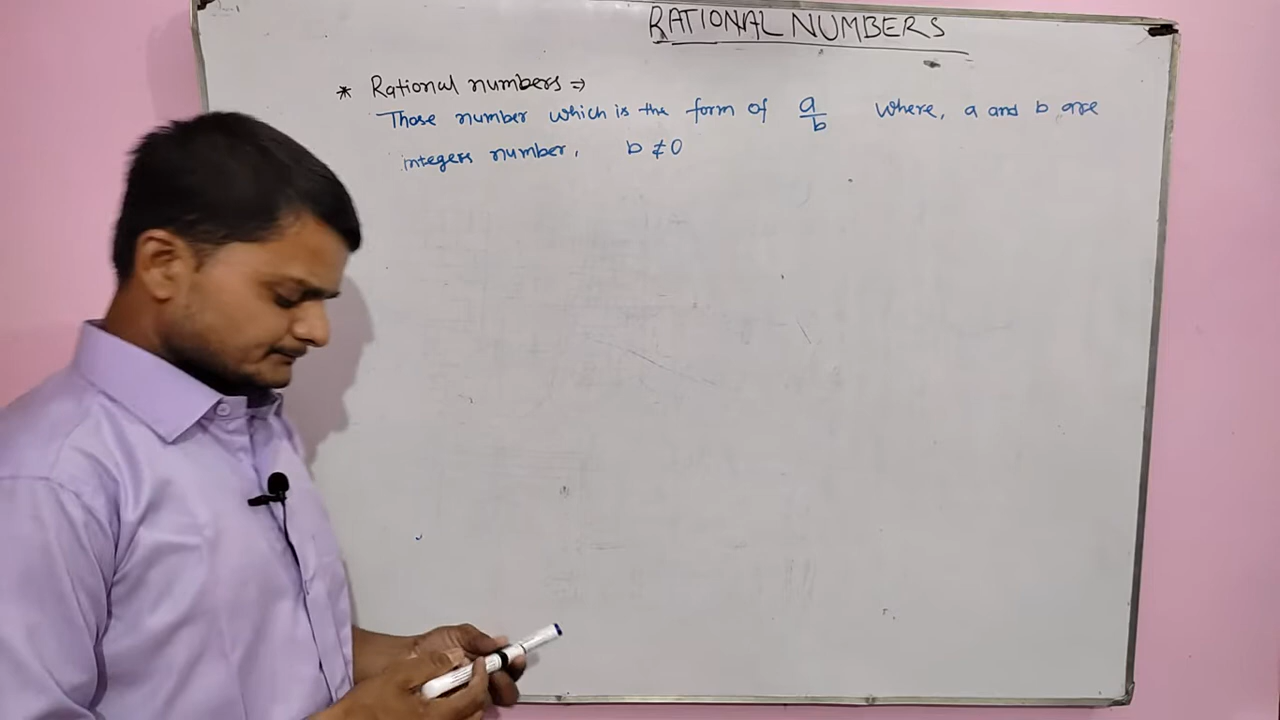 RATIONAL NUMBERS
* Rational numbers ⇒
Those number which is the form of a/b where, a and b are
integers number, b ≠ 0